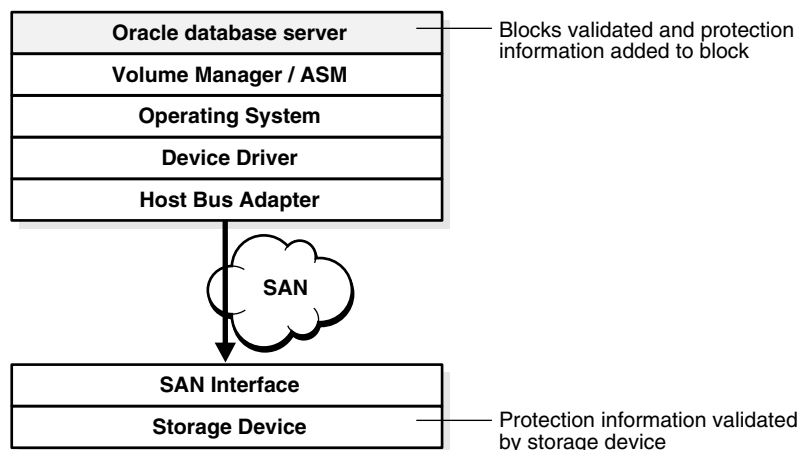 Oracle database server
Blocks validated and protection
information added to block
Volume Manager / ASM
Operating System
Device Driver
Host Bus Adapter
SAN
SAN Interface
Storage Device
Protection information validated
by storage device